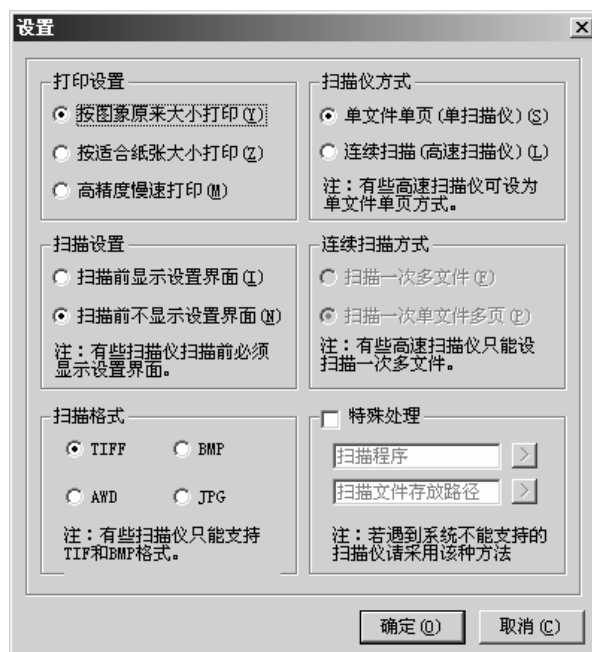 设置
打印设置
按图象原来大小打印(Y)
按适合纸张大小打印(Z)
高精度慢速打印(M)
扫描仪方式
单文件单页(单扫描仪)(S)
连续扫描(高速扫描仪)(L)
注：有些高速扫描仪可设为
单文件单页方式。
扫描设置
扫描前显示设置界面(I)
扫描前不显示设置界面(N)
注：有些扫描仪扫描前必须
显示设置界面。
连续扫描方式
扫描一次多文件(F)
扫描一次单文件多页(P)
注：有些高速扫描仪只能设
扫描一次多文件。
扫描格式
TIFF
BMP
AWD
JPG
注：有些扫描仪只能支持
TIF和BMP格式。
特殊处理
扫描程序
>
扫描文件存放路径
>
注：若遇到系统不能支持的
扫描仪请采用该种方法
确定(O)
取消(C)